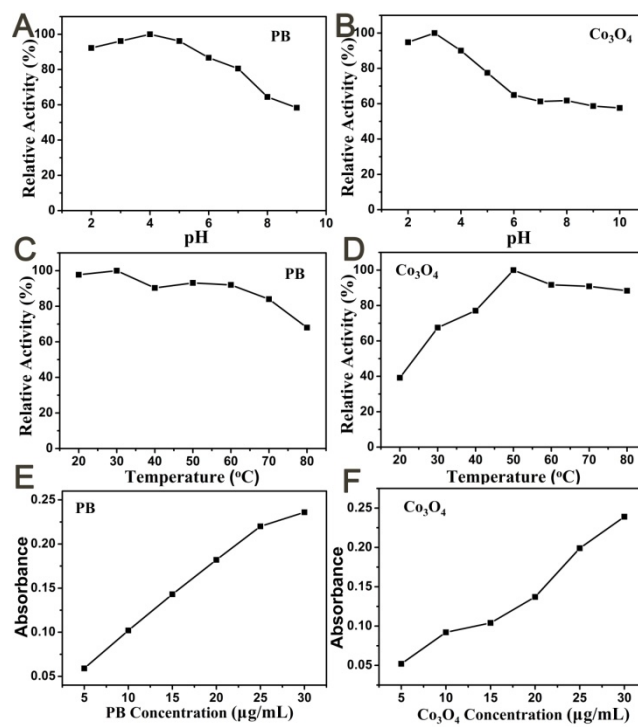 A
PB
Relative Activity (%)
100
80
60
40
20
0
2 4 6 8 10
pH
B
Co₃O₄
Relative Activity (%)
100
80
60
40
20
0
2 4 6 8 10
pH
C
PB
Relative Activity (%)
100
80
60
40
20
0
20 30 40 50 60 70 80
Temperature (°C)
D
Co₃O₄
Relative Activity (%)
100
80
60
40
20
0
20 30 40 50 60 70 80
Temperature (°C)
E
PB
Absorbance
0.25
0.20
0.15
0.10
0.05
5 10 15 20 25 30
PB Concentration (µg/mL)
F
Co₃O₄
Absorbance
0.25
0.20
0.15
0.10
0.05
5 10 15 20 25 30
Co₃O₄ Concentration (µg/mL)